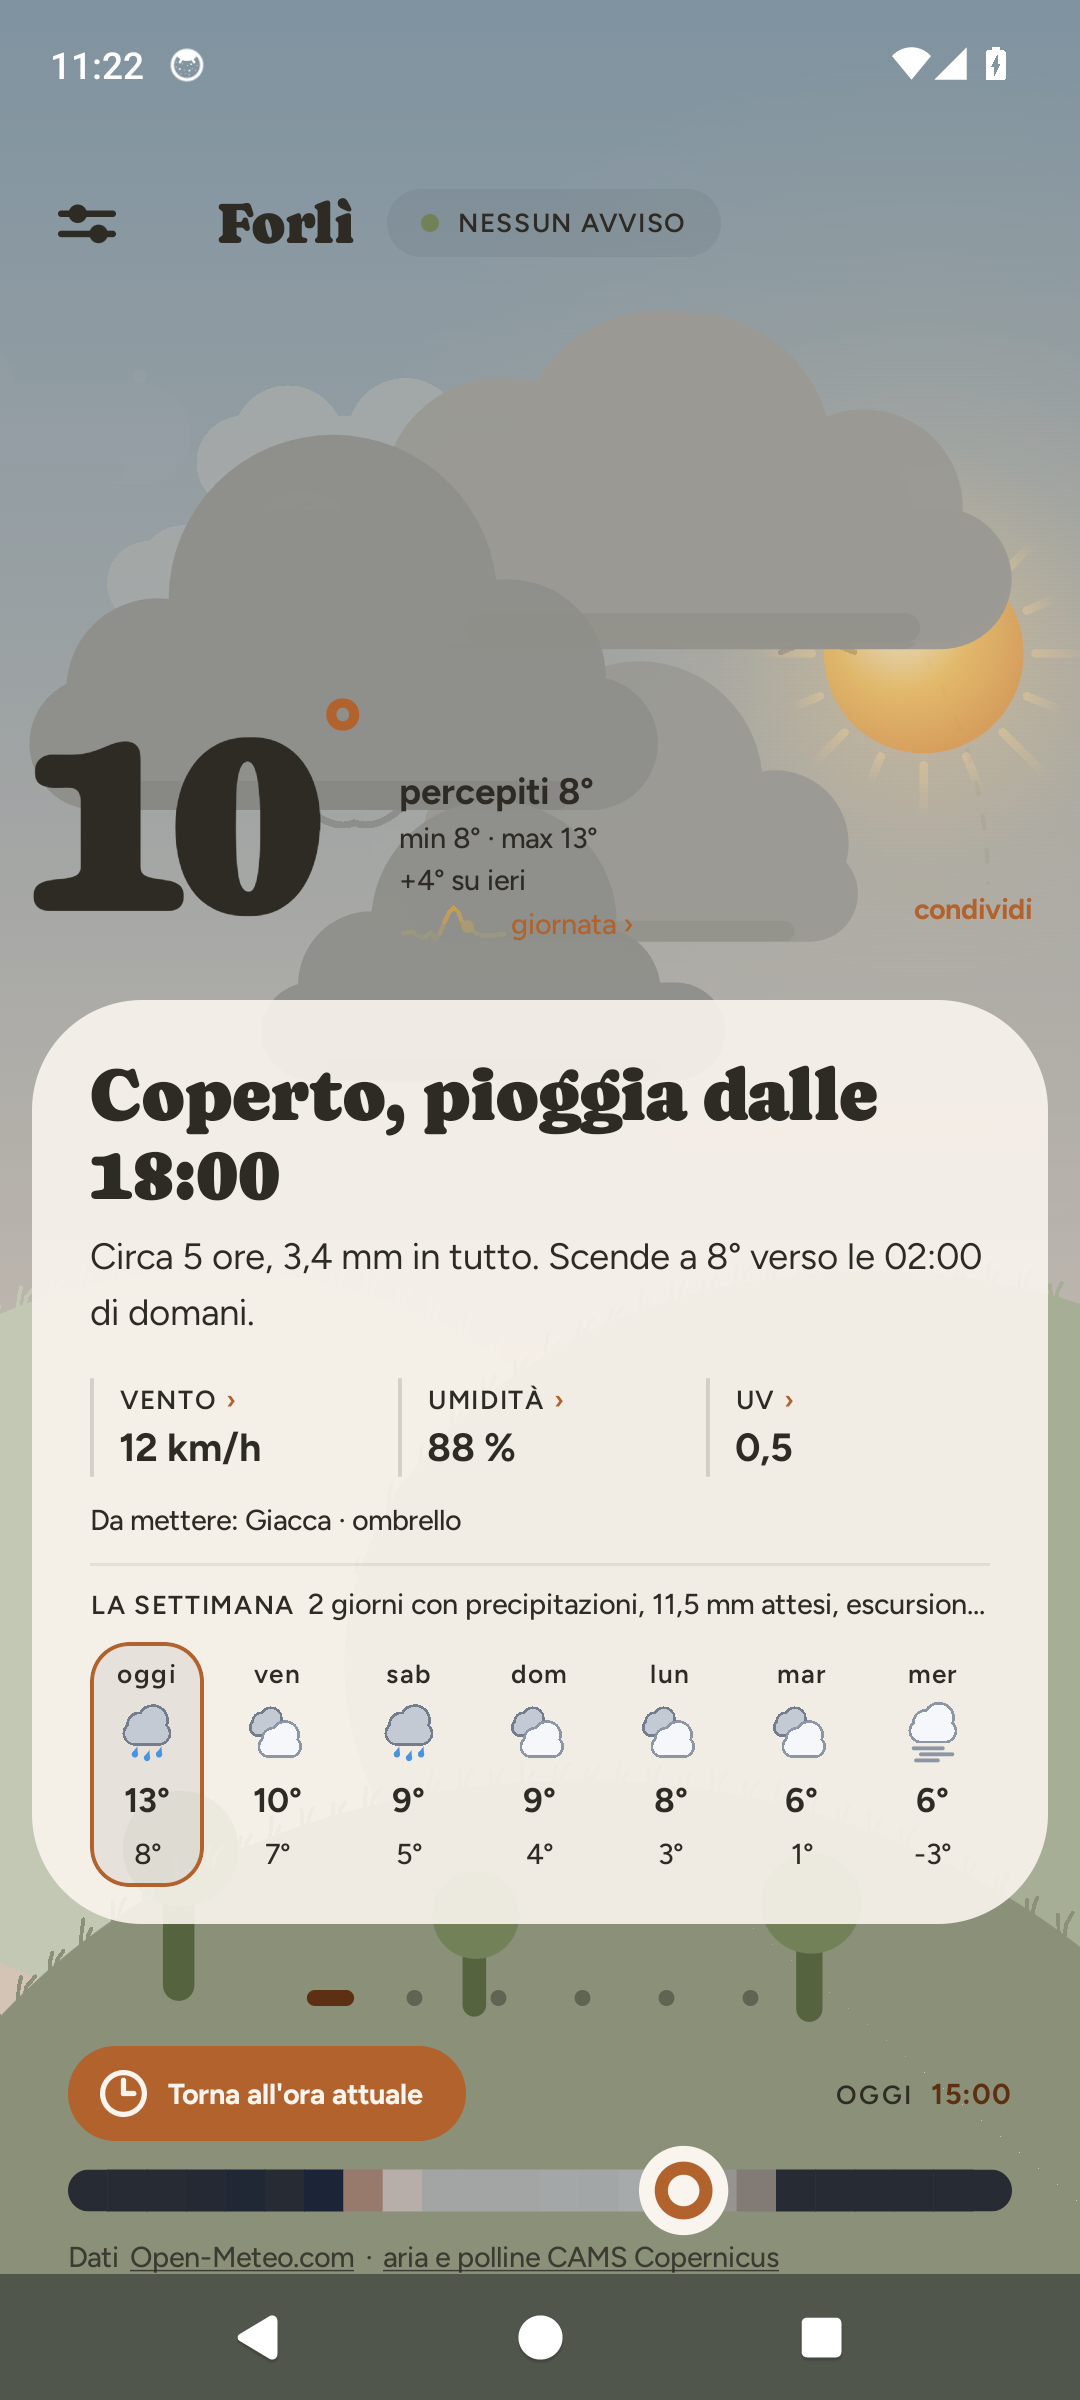 11:22
Forlì
NESSUN AVVISO
10°
percepiti 8°
min 8° · max 13°
+4° su ieri
giornata ›
condividi
Coperto, pioggia dalle
18:00
Circa 5 ore, 3,4 mm in tutto. Scende a 8° verso le 02:00
di domani.
VENTO › UMIDITÀ › UV ›
12 km/h 88 % 0,5
Da mettere: Giacca · ombrello
LA SETTIMANA 2 giorni con precipitazioni, 11,5 mm attesi, escursion...
oggi ven sab dom lun mar mer
13° 10° 9° 9° 8° 6° 6°
8° 7° 5° 4° 3° 1° -3°
Torna all'ora attuale
OGGI 15:00
Dati Open-Meteo.com · aria e polline CAMS Copernicus